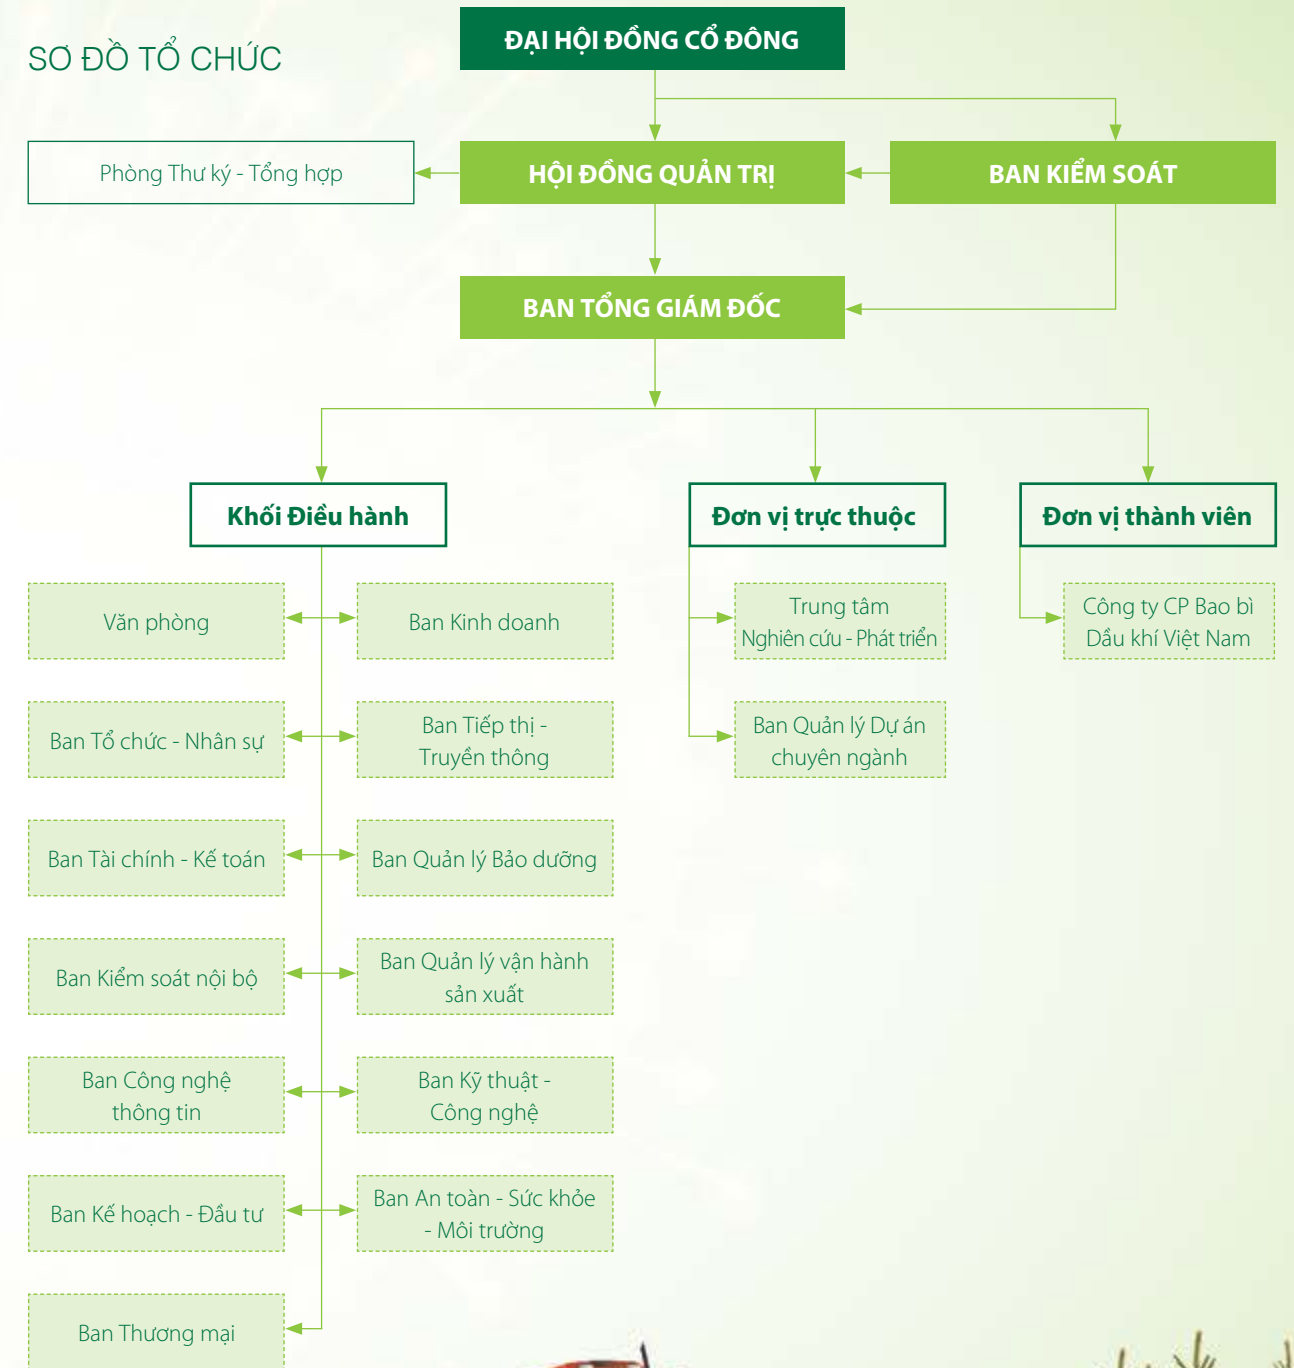 SƠ ĐỒ TỔ CHỨC
ĐẠI HỘI ĐỒNG CỔ ĐÔNG
Phòng Thư ký - Tổng hợp
HỘI ĐỒNG QUẢN TRỊ
BAN KIỂM SOÁT
BAN TỔNG GIÁM ĐỐC
Khối Điều hành
Đơn vị trực thuộc
Đơn vị thành viên
Văn phòng
Ban Kinh doanh
Trung tâm
Nghiên cứu - Phát triển
Công ty CP Bao bì
Dầu khí Việt Nam
Ban Tổ chức - Nhân sự
Ban Tiếp thị -
Truyền thông
Ban Quản lý Dự án
chuyên ngành
Ban Tài chính - Kế toán
Ban Quản lý Bảo dưỡng
Ban Kiểm soát nội bộ
Ban Quản lý vận hành
sản xuất
Ban Công nghệ
thông tin
Ban Kỹ thuật -
Công nghệ
Ban Kế hoạch - Đầu tư
Ban An toàn - Sức khỏe
- Môi trường
Ban Thương mại